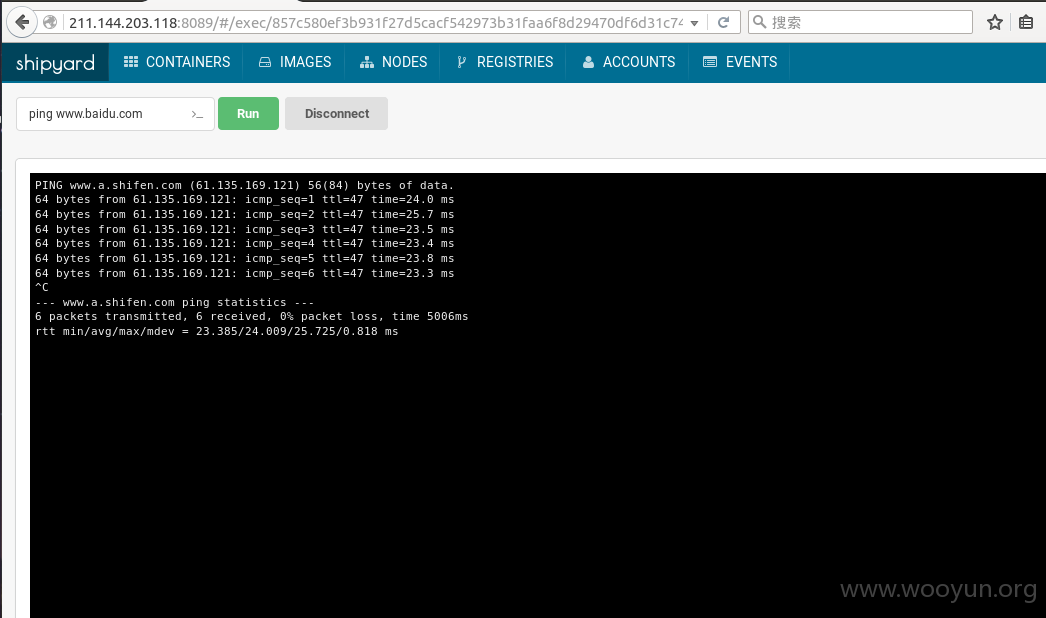 211.144.203.118:8089/#/exec/857c580ef3b931f27d5cacf542973b31faa6f8d29470df6d31c74
搜索
shipyard CONTAINERS IMAGES NODES REGISTRIES ACCOUNTS EVENTS
ping www.baidu.com >_ Run Disconnect
PING www.a.shifen.com (61.135.169.121) 56(84) bytes of data.
64 bytes from 61.135.169.121: icmp_seq=1 ttl=47 time=24.0 ms
64 bytes from 61.135.169.121: icmp_seq=2 ttl=47 time=25.7 ms
64 bytes from 61.135.169.121: icmp_seq=3 ttl=47 time=23.5 ms
64 bytes from 61.135.169.121: icmp_seq=4 ttl=47 time=23.4 ms
64 bytes from 61.135.169.121: icmp_seq=5 ttl=47 time=23.8 ms
64 bytes from 61.135.169.121: icmp_seq=6 ttl=47 time=23.3 ms
^C
--- www.a.shifen.com ping statistics ---
6 packets transmitted, 6 received, 0% packet loss, time 5006ms
rtt min/avg/max/mdev = 23.385/24.009/25.725/0.818 ms
www.wooyun.org